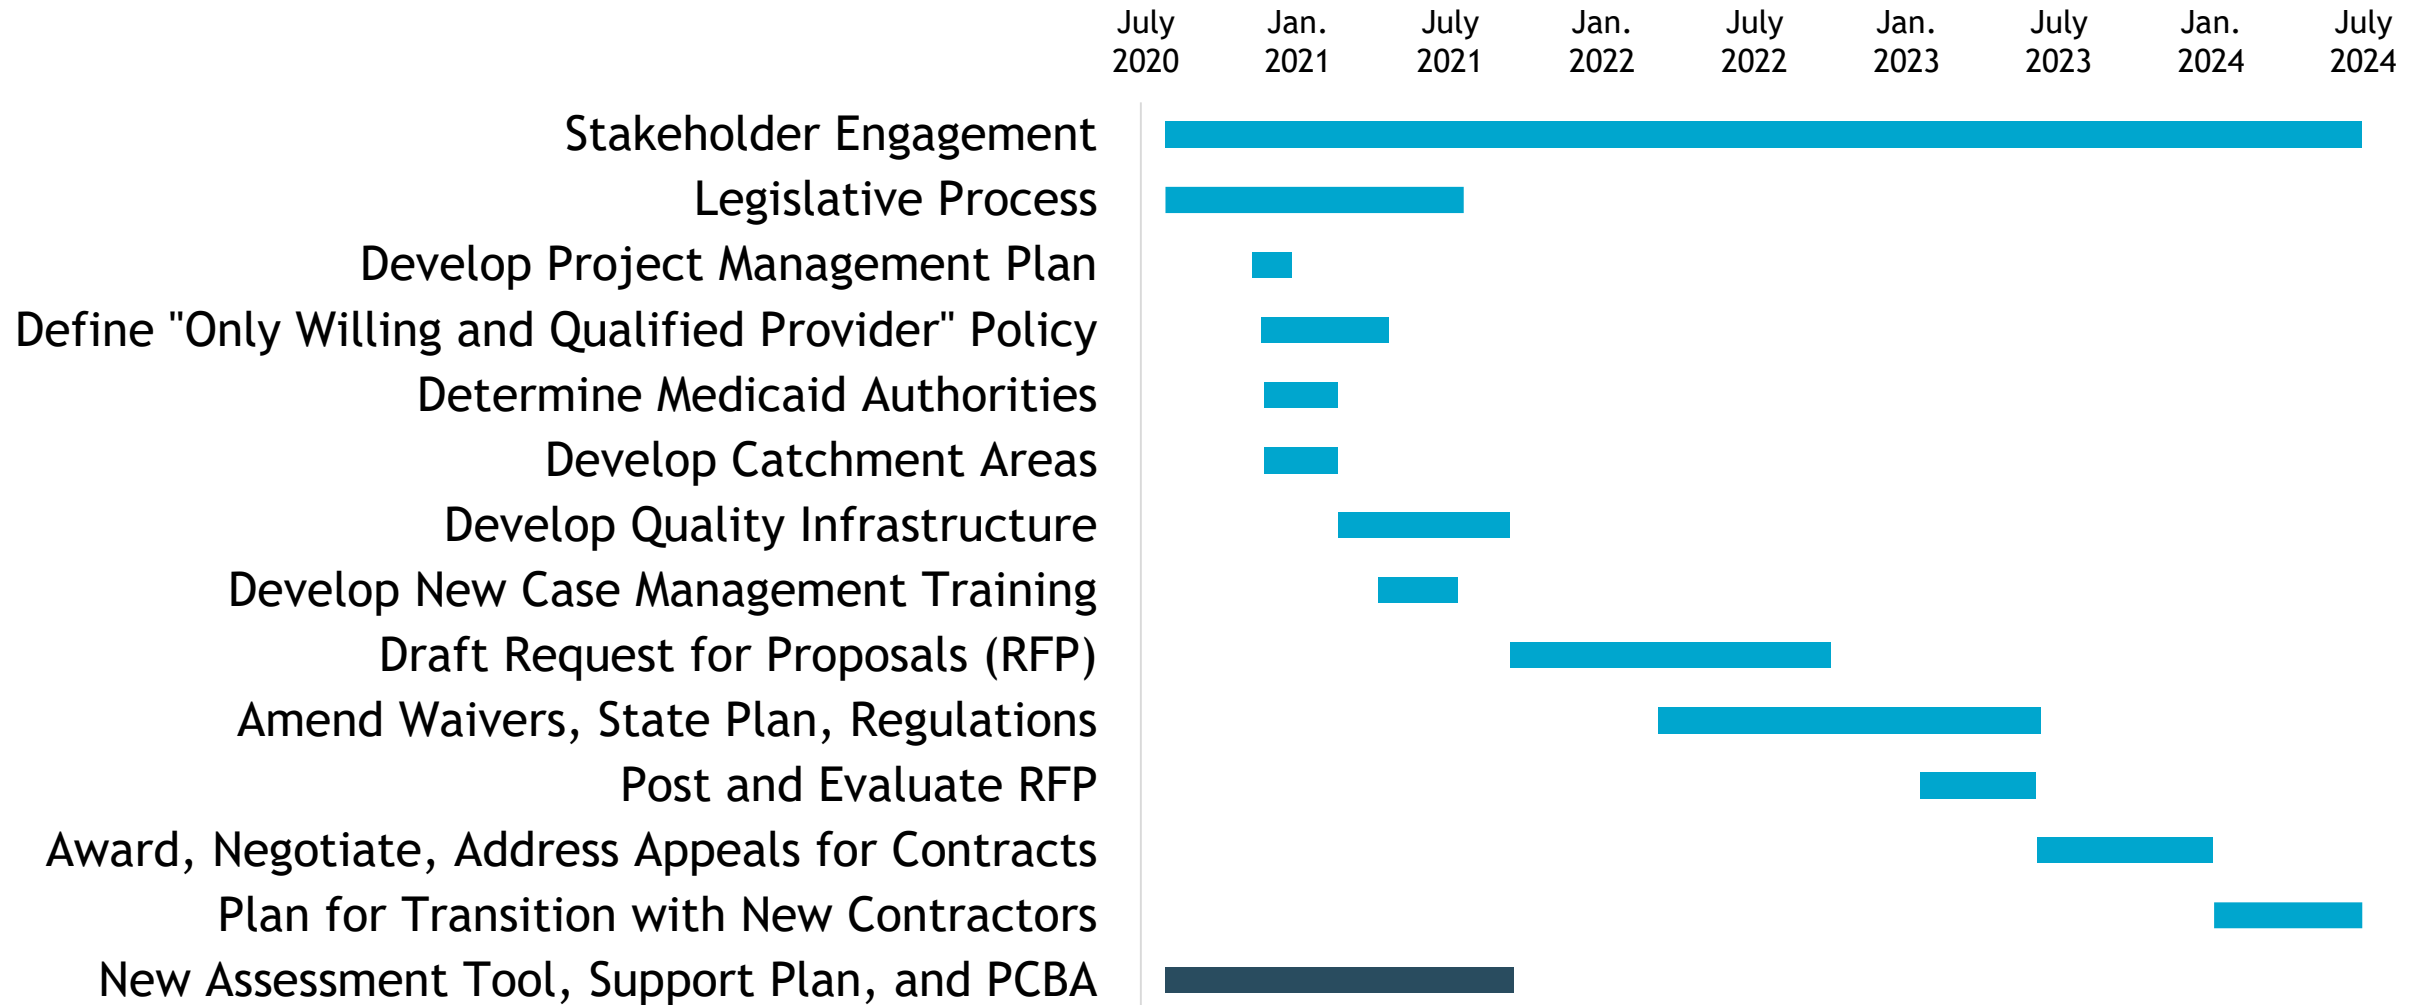 July Jan. July Jan. July Jan. July Jan. July
2020 2021 2021 2022 2022 2023 2023 2024 2024
Stakeholder Engagement
Legislative Process
Develop Project Management Plan
Define "Only Willing and Qualified Provider" Policy
Determine Medicaid Authorities
Develop Catchment Areas
Develop Quality Infrastructure
Develop New Case Management Training
Draft Request for Proposals (RFP)
Amend Waivers, State Plan, Regulations
Post and Evaluate RFP
Award, Negotiate, Address Appeals for Contracts
Plan for Transition with New Contractors
New Assessment Tool, Support Plan, and PCBA